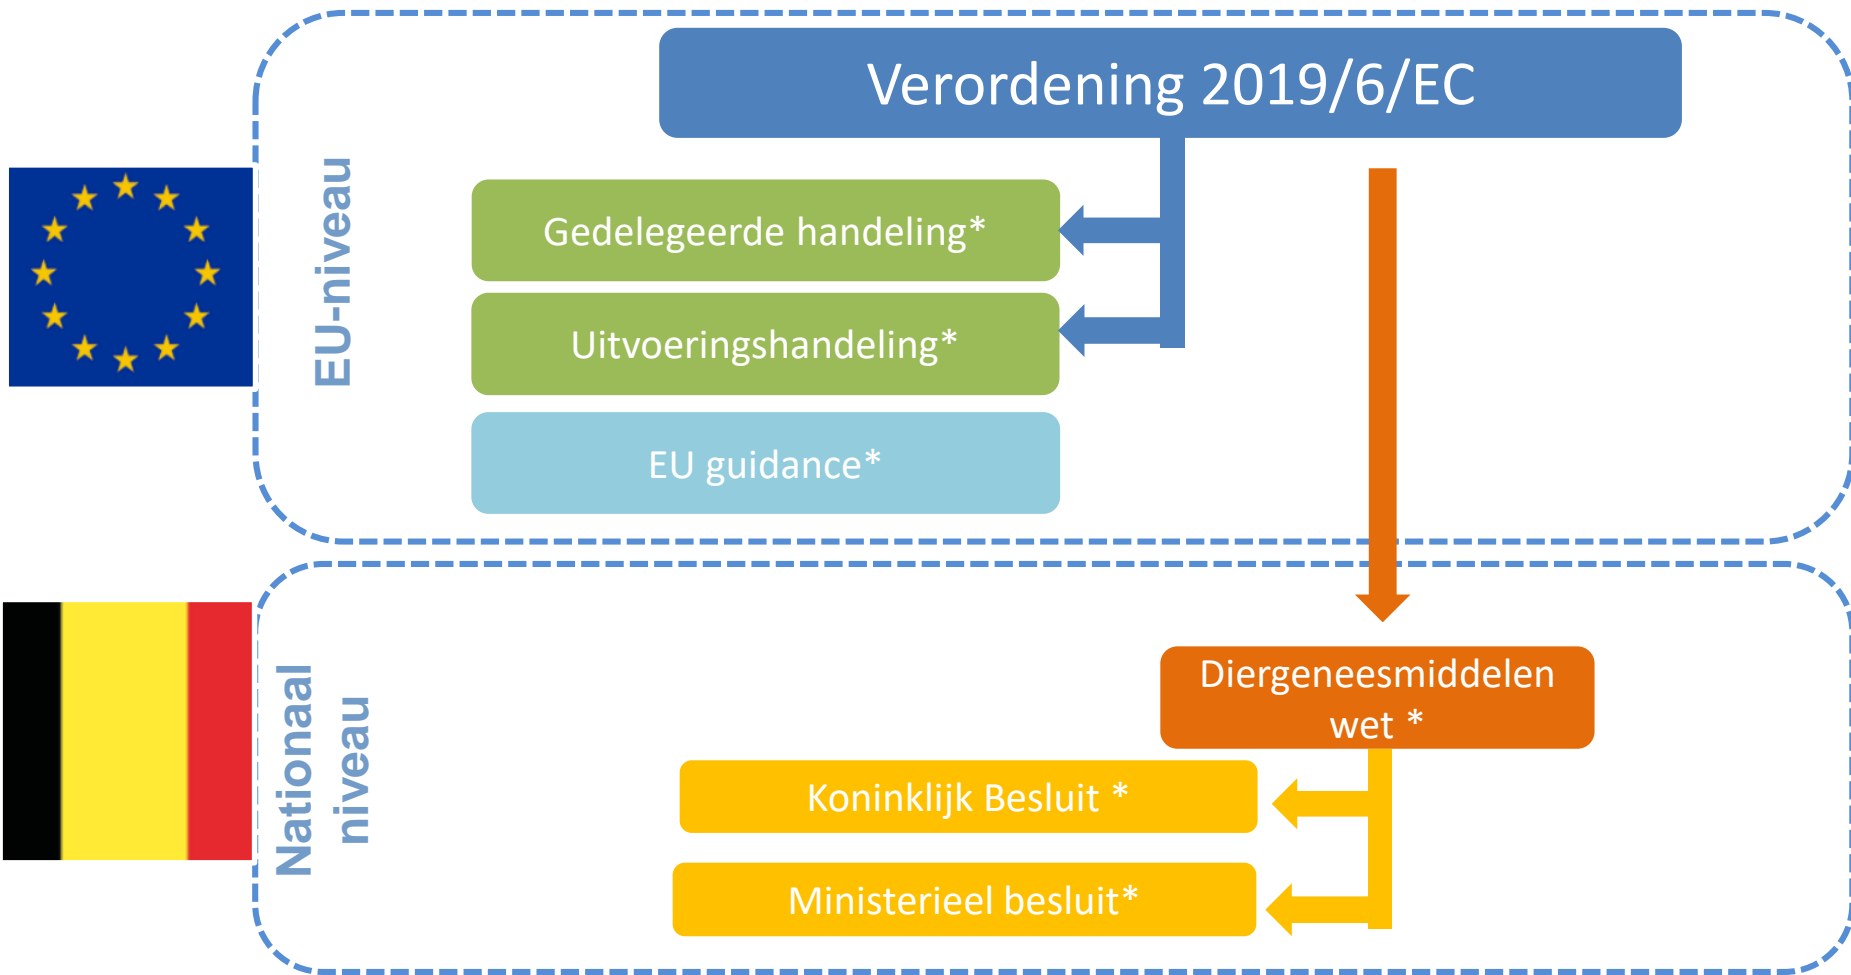 Verordening 2019/6/EC
EU-niveau
Gedelegeerde handeling*
Uitvoeringshandeling*
EU guidance*
Nationaal
niveau
Diergeneesmiddelen
wet *
Koninklijk Besluit *
Ministerieel besluit*